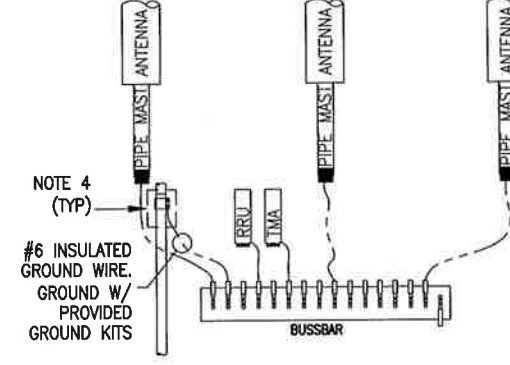 ANTENNA
ANTENNA
ANTENNA
PIPE MAST
PIPE MAST
PIPE MAST
NOTE 4
(TYP)
RRU
TMA
#6 INSULATED
GROUND WIRE.
GROUND W/
PROVIDED
GROUND KITS
BUSSBAR